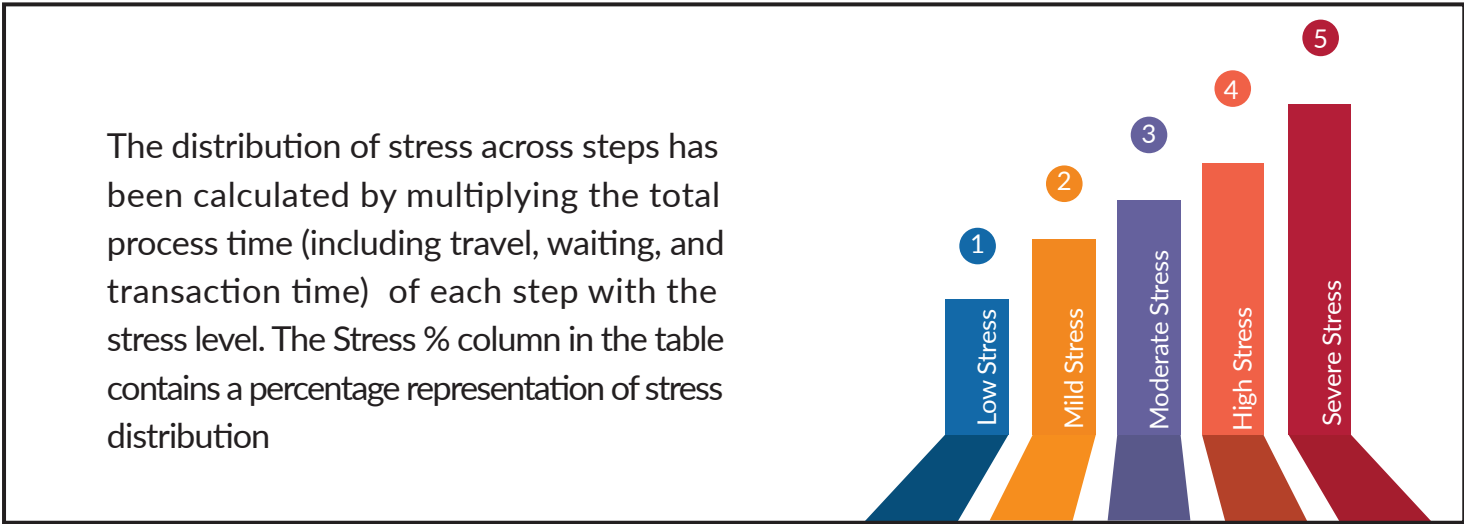 The distribution of stress across steps has
been calculated by multiplying the total
process time (including travel, waiting, and
transaction time)  of each step with the
stress level. The Stress % column in the table
contains a percentage representation of stress
distribution
1
2
3
4
5
Low Stress
Mild Stress
Moderate Stress
High Stress
Severe Stress